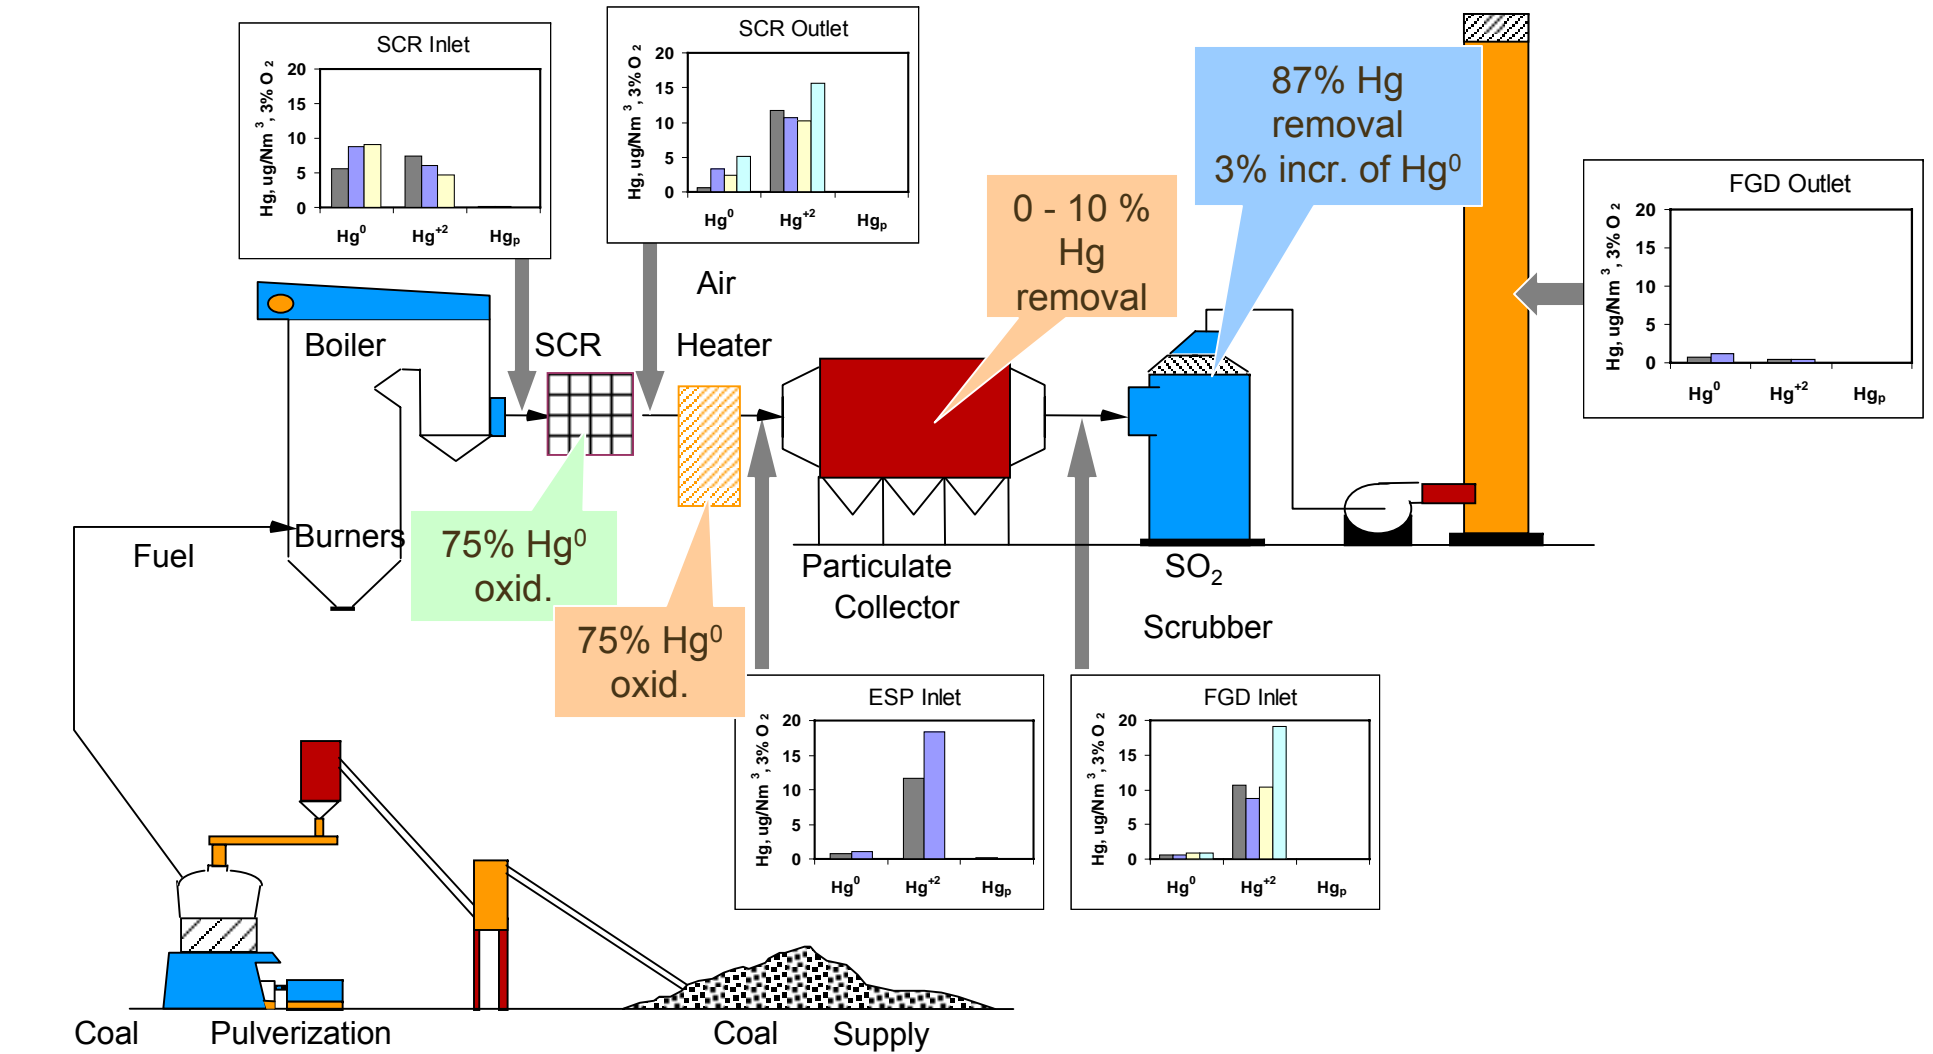 SCR Inlet
Hg, ug/Nm³, 3% O₂
20
15
10
5
0
Hg⁰ Hg⁺² Hgₚ
SCR Outlet
Hg, ug/Nm³, 3% O₂
20
15
10
5
0
Hg⁰ Hg⁺² Hgₚ
87% Hg
removal
3% incr. of Hg⁰
0 - 10 %
Hg
removal
FGD Outlet
Hg, ug/Nm³, 3% O₂
20
15
10
5
0
Hg⁰ Hg⁺² Hgₚ
Air
Heater
Boiler
SCR
Burners
Fuel
75% Hg⁰
oxid.
75% Hg⁰
oxid.
Particulate
Collector
SO₂
Scrubber
ESP Inlet
Hg, ug/Nm³, 3% O₂
20
15
10
5
0
Hg⁰ Hg⁺² Hgₚ
FGD Inlet
Hg, ug/Nm³, 3% O₂
20
15
10
5
0
Hg⁰ Hg⁺² Hgₚ
Coal Pulverization
Coal Supply